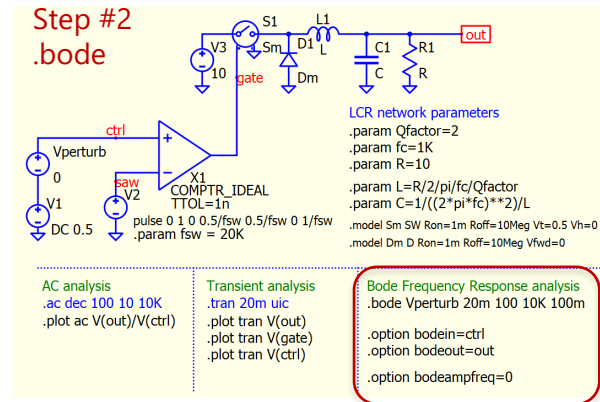 Step #2
.bode
S1
Sm
V3
10
gate
D1
Dm
L1
L
C1
C
R1
R
out
ctrl
Vperturb
0
V1
DC 0.5
saw
V2
X1
COMPTR_IDEAL
TTOL=1n
pulse 0 1 0 0.5/fsw 0.5/fsw 0 1/fsw
.param fsw = 20K
LCR network parameters
.param Qfactor=2
.param fc=1K
.param R=10
.param L=R/2/pi/fc/Qfactor
.param C=1/((2*pi*fc)**2)/L
.model Sm SW Ron=1m Roff=10Meg Vt=0.5 Vh=0
.model Dm D Ron=1m Roff=10Meg Vfwd=0
AC analysis
.ac dec 100 10 10K
.plot ac V(out)/V(ctrl)
Transient analysis
.tran 20m uic
.plot tran V(out)
.plot tran V(gate)
.plot tran V(ctrl)
Bode Frequency Response analysis
.bode Vperturb 20m 100 10K 100m
.option bodein=ctrl
.option bodeout=out
.option bodeampfreq=0